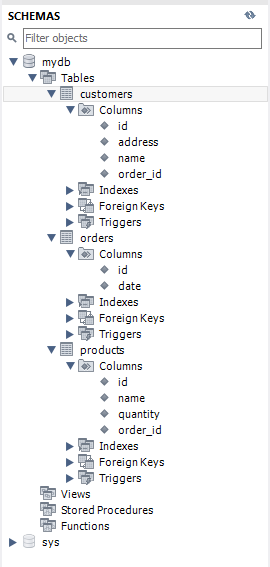 SCHEMAS
Filter objects
mydb
Tables
customers
Columns
id
address
name
order_id
Indexes
Foreign Keys
Triggers
orders
Columns
id
date
Indexes
Foreign Keys
Triggers
products
Columns
id
name
quantity
order_id
Indexes
Foreign Keys
Triggers
Views
Stored Procedures
Functions
sys